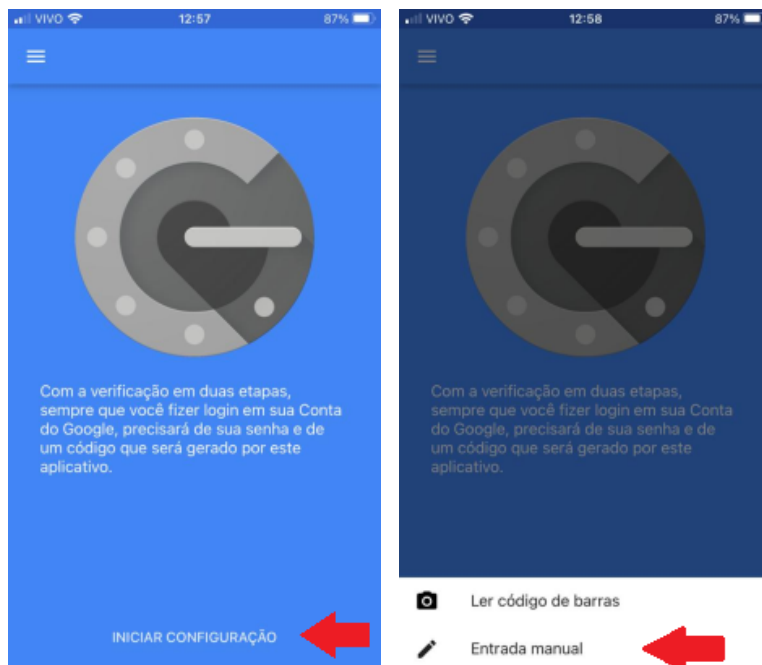 VIVO 12:57 87%
Com a verificação em duas etapas,
sempre que você fizer login em sua Conta
do Google, precisará de sua senha e de
um código que será gerado por este
aplicativo.
INICIAR CONFIGURAÇÃO
VIVO 12:58 87%
Com a verificação em duas etapas,
sempre que você fizer login em sua Conta
do Google, precisará de sua senha e de
um código que será gerado por este
aplicativo.
Ler código de barras
Entrada manual